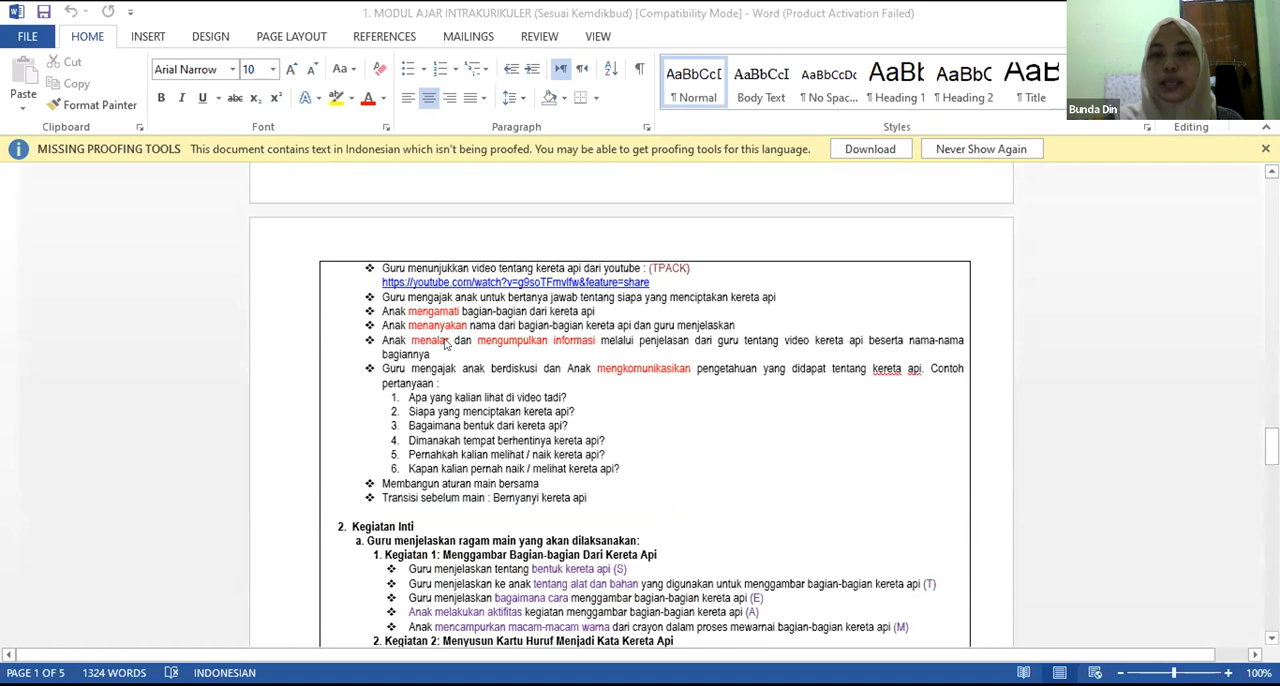 1. MODUL AJAR INTRAKURIKULER (Sesuai Kemdikbud) [Compatibility Mode] - Word (Product Activation Failed)
FILE HOME INSERT DESIGN PAGE LAYOUT REFERENCES MAILINGS REVIEW VIEW
Paste
Cut
Copy
Format Painter
Arial Narrow 10
Aa
B I U abc x₂ x² A A
AaBbCcDd AaBbCcI AaBbCcDc AaBb( AaBbC AaB
¶ Normal Body Text ¶ No Spac... ¶ Heading 1 ¶ Heading 2 ¶ Title
Bunda Din
Clipboard Font Paragraph Styles Editing
MISSING PROOFING TOOLS This document contains text in Indonesian which isn't being proofed. You may be able to get proofing tools for this language. Download Never Show Again
❖ Guru menunjukkan video tentang kereta api dari youtube : (TPACK)
https://youtube.com/watch?v=g9soTFmvlfw&feature=share
❖ Guru mengajak anak untuk bertanya jawab tentang siapa yang menciptakan kereta api
❖ Anak mengamati bagian-bagian dari kereta api
❖ Anak menanyakan nama dari bagian-bagian kereta api dan guru menjelaskan
❖ Anak menalar dan mengumpulkan informasi melalui penjelasan dari guru tentang video kereta api beserta nama-nama
bagiannya
❖ Guru mengajak anak berdiskusi dan Anak mengkomunikasikan pengetahuan yang didapat tentang kereta api. Contoh
pertanyaan :
1. Apa yang kalian lihat di video tadi?
2. Siapa yang menciptakan kereta api?
3. Bagaimana bentuk dari kereta api?
4. Dimanakah tempat berhentinya kereta api?
5. Pernahkah kalian melihat / naik kereta api?
6. Kapan kalian pernah naik / melihat kereta api?
❖ Membangun aturan main bersama
❖ Transisi sebelum main : Bernyanyi kereta api
2. Kegiatan Inti
a. Guru menjelaskan ragam main yang akan dilaksanakan:
1. Kegiatan 1: Menggambar Bagian-bagian Dari Kereta Api
❖ Guru menjelaskan tentang bentuk kereta api (S)
❖ Guru menjelaskan ke anak tentang alat dan bahan yang digunakan untuk menggambar bagian-bagian kereta api (T)
❖ Guru menjelaskan bagaimana cara menggambar bagian-bagian kereta api (E)
❖ Anak melakukan aktifitas kegiatan menggambar bagian-bagian kereta api (A)
❖ Anak mencampurkan macam-macam warna dari crayon dalam proses mewarnai bagian-bagian kereta api (M)
2. Kegiatan 2: Menyusun Kartu Huruf Menjadi Kata Kereta Api
PAGE 1 OF 5 1324 WORDS INDONESIAN 100%